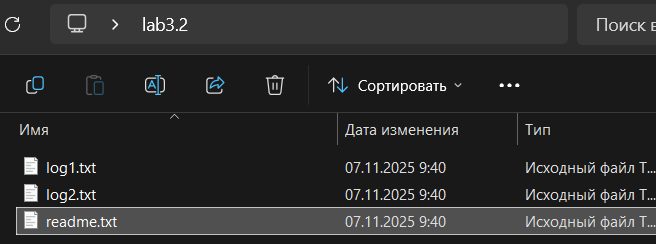 lab3.2
Поиск в
Сортировать
Имя Дата изменения Тип
log1.txt 07.11.2025 9:40 Исходный файл T...
log2.txt 07.11.2025 9:40 Исходный файл T...
readme.txt 07.11.2025 9:40 Исходный файл T...